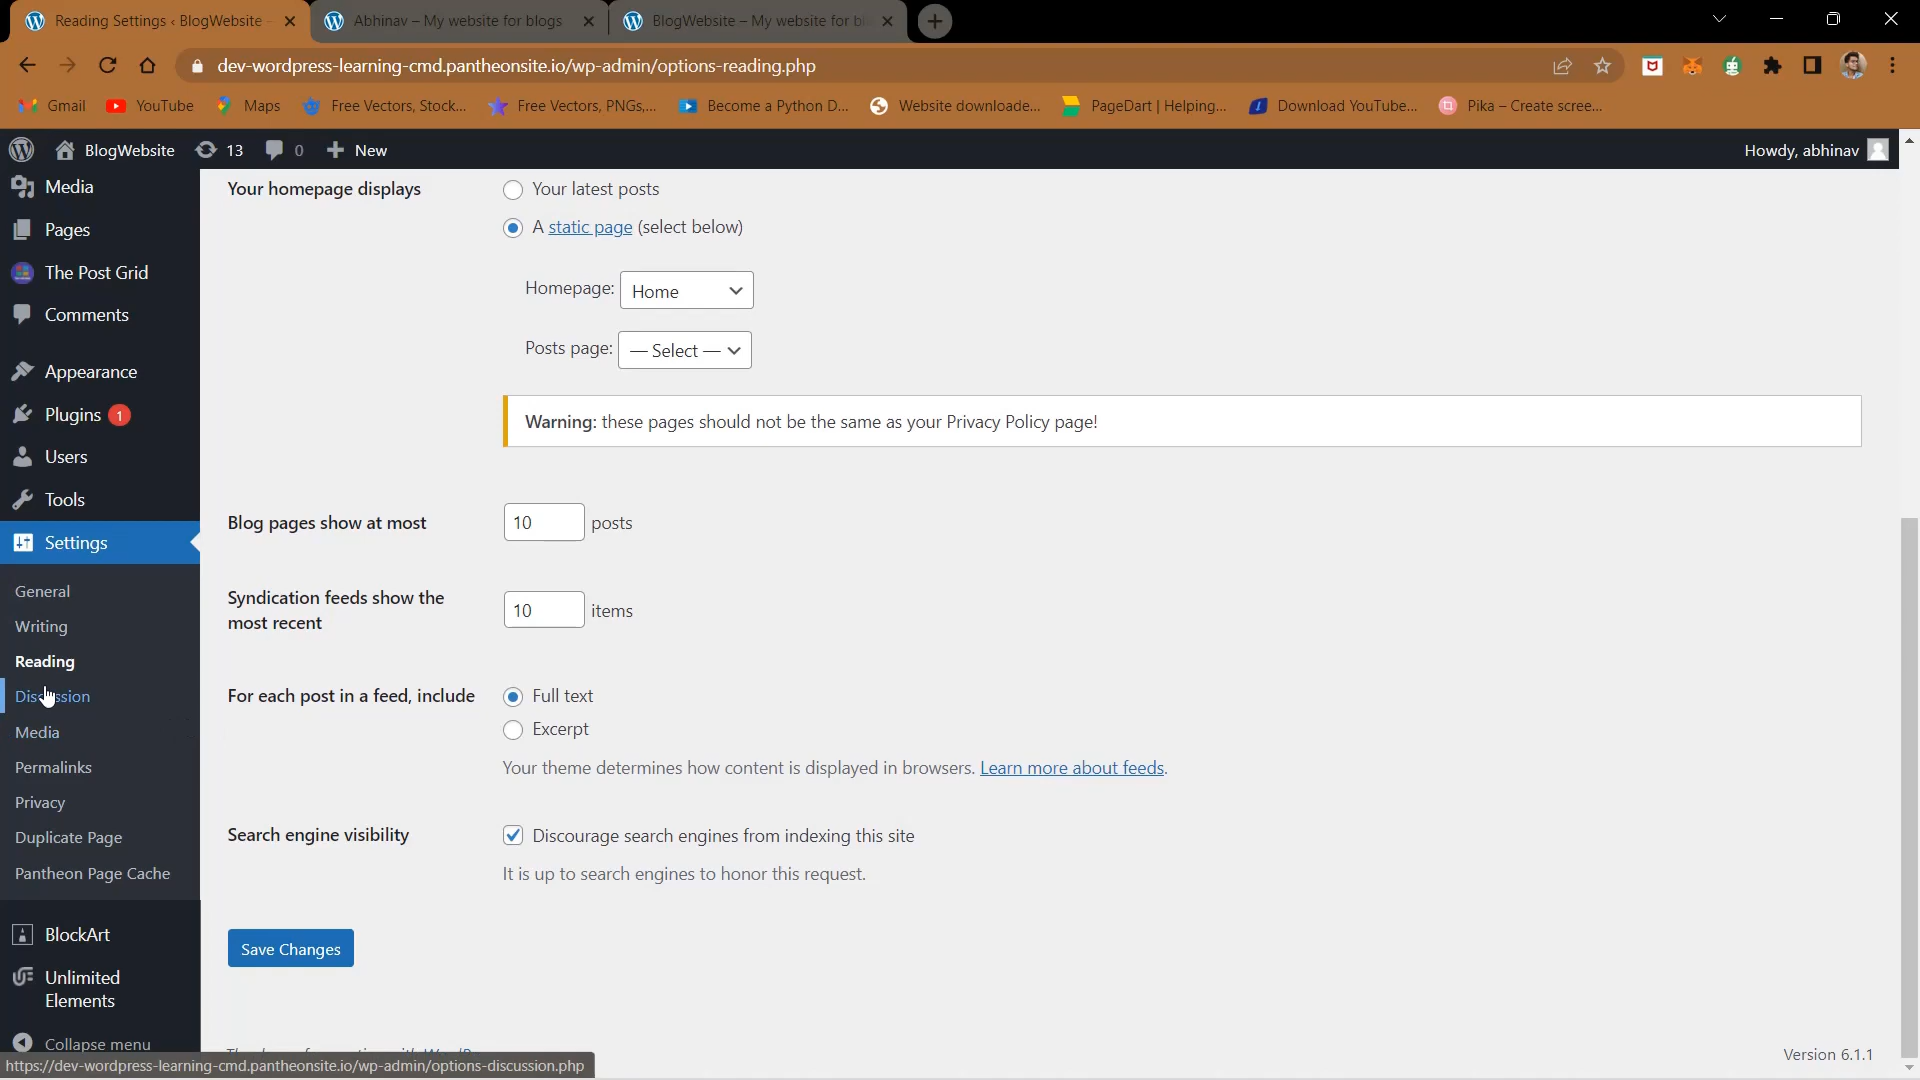 Reading Settings ‹ BlogWebsite -
Abhinav – My website for blogs
BlogWebsite – My website for bl
dev-wordpress-learning-cmd.pantheonsite.io/wp-admin/options-reading.php
Gmail
YouTube
Maps
Free Vectors, Stock...
Free Vectors, PNGs,...
Become a Python D...
Website downloade...
PageDart | Helping...
Download YouTube...
Pika – Create scree...
BlogWebsite
13
0
New
Howdy, abhinav
Media
Pages
The Post Grid
Comments
Appearance
Plugins 1
Users
Tools
Settings
General
Writing
Reading
Discussion
Media
Permalinks
Privacy
Duplicate Page
Pantheon Page Cache
BlockArt
Unlimited
Elements
Collapse menu
Your homepage displays
Your latest posts
A static page (select below)
Homepage: Home
Posts page: — Select —
Warning: these pages should not be the same as your Privacy Policy page!
Blog pages show at most
10 posts
Syndication feeds show the
most recent
10 items
For each post in a feed, include
Full text
Excerpt
Your theme determines how content is displayed in browsers. Learn more about feeds.
Search engine visibility
Discourage search engines from indexing this site
It is up to search engines to honor this request.
Save Changes
Version 6.1.1
https://dev-wordpress-learning-cmd.pantheonsite.io/wp-admin/options-discussion.php